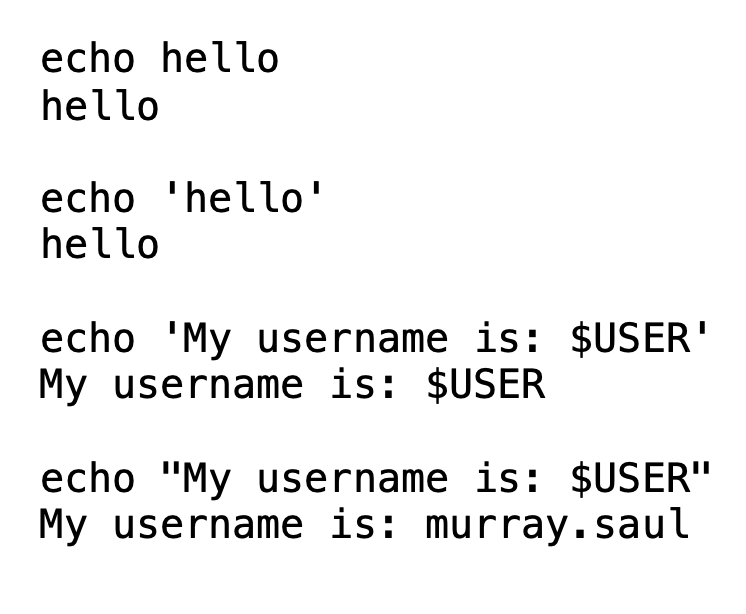 echo hello
hello
echo 'hello'
hello
echo 'My username is: $USER'
My username is: $USER
echo "My username is: $USER"
My username is: murray.saul